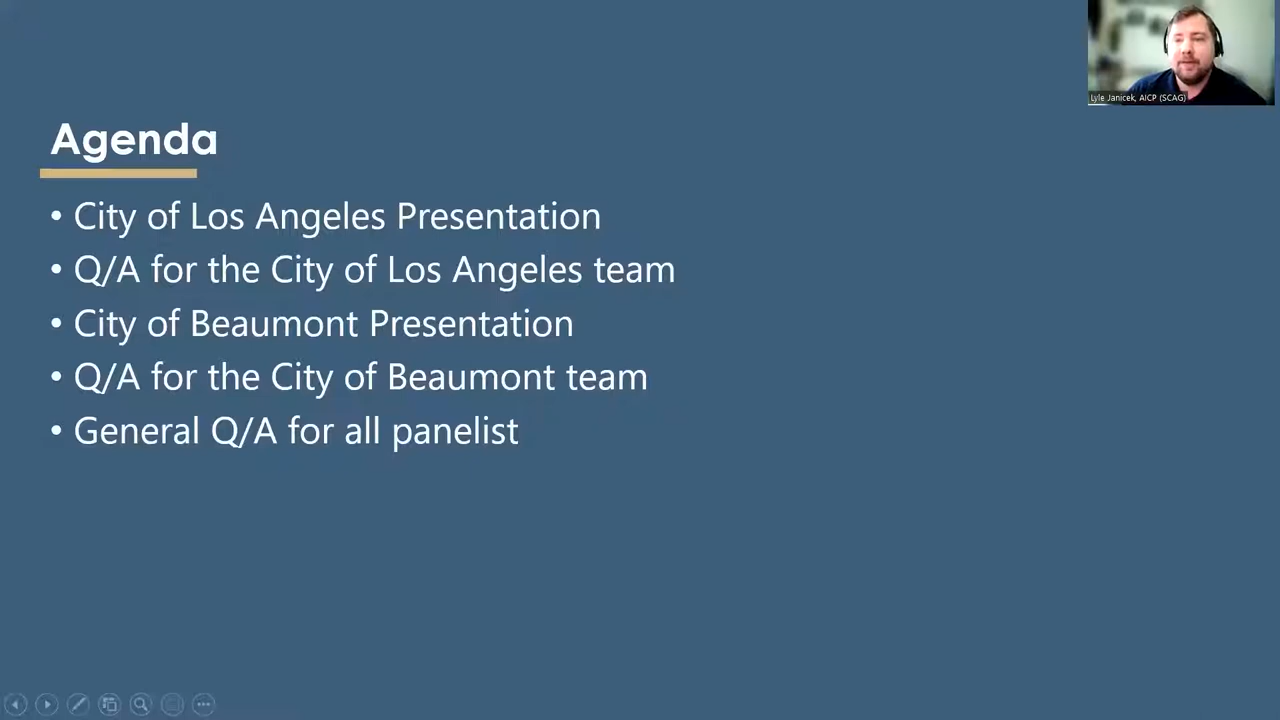 Lyle Janicek, AICP (SCAG)
Agenda
• City of Los Angeles Presentation
• Q/A for the City of Los Angeles team
• City of Beaumont Presentation
• Q/A for the City of Beaumont team
• General Q/A for all panelist